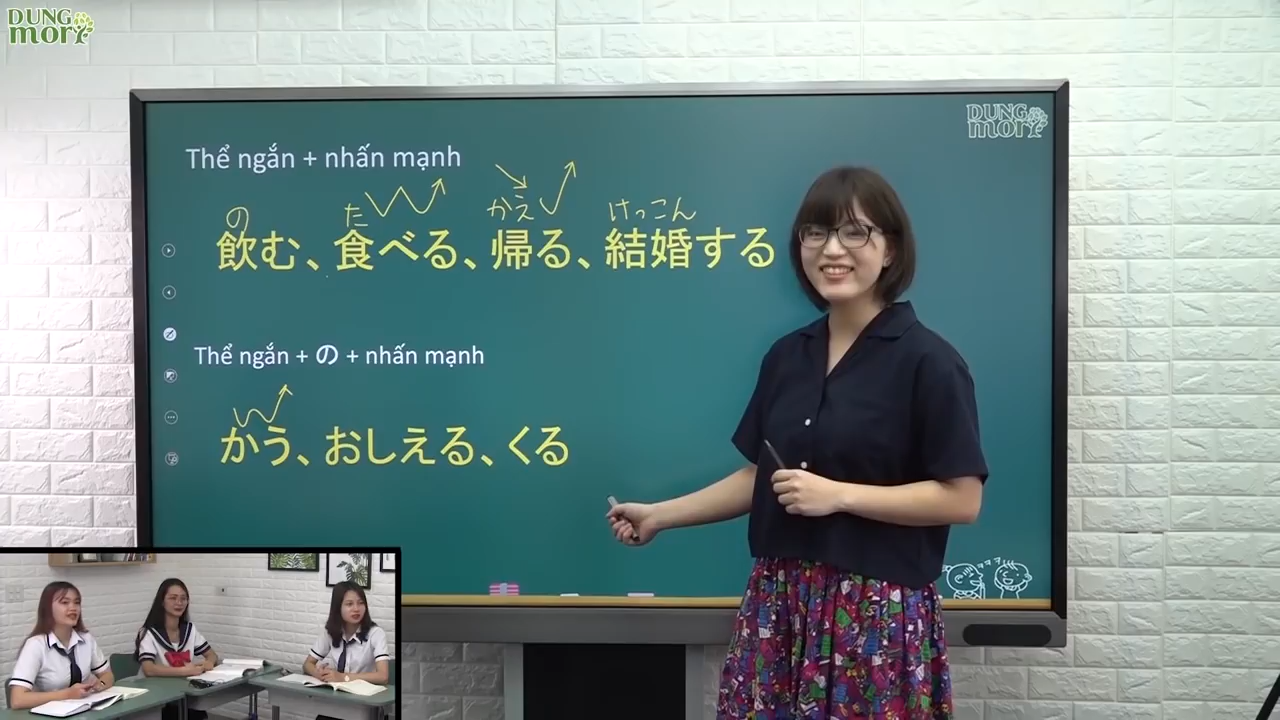 DUNG
mori
DUNG
mori
Thể ngắn + nhấn mạnh
の た かえ けっこん
飲む、食べる、帰る、結婚する
Thể ngắn + の + nhấn mạnh
かう、おしえる、くる